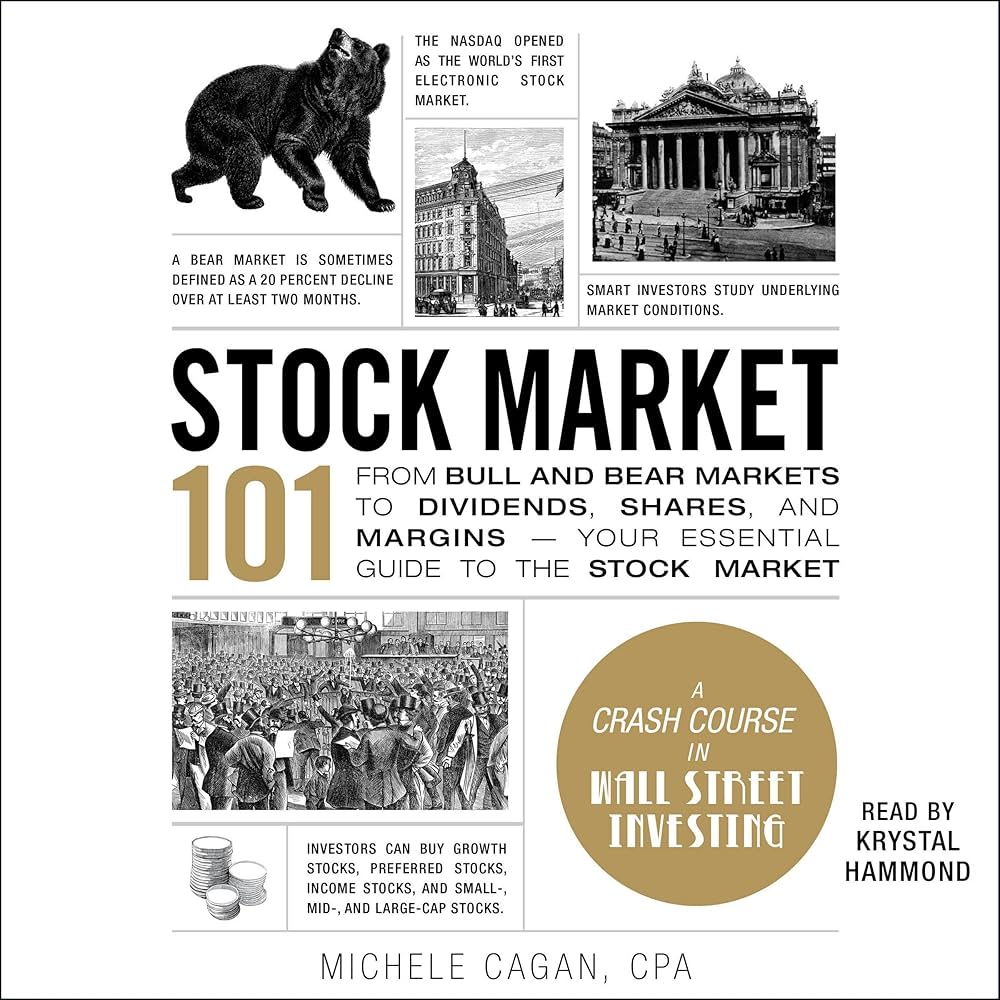 THE NASDAQ OPENED
AS THE WORLD'S FIRST
ELECTRONIC STOCK
MARKET.
A BEAR MARKET IS SOMETIMES
DEFINED AS A 20 PERCENT DECLINE
OVER AT LEAST TWO MONTHS.
SMART INVESTORS STUDY UNDERLYING
MARKET CONDITIONS.
STOCK MARKET
101
FROM BULL AND BEAR MARKETS
TO DIVIDENDS, SHARES, AND
MARGINS — YOUR ESSENTIAL
GUIDE TO THE STOCK MARKET
A
CRASH COURSE
IN
WALL STREET
INVESTING
READ BY
KRYSTAL
HAMMOND
INVESTORS CAN BUY GROWTH
STOCKS, PREFERRED STOCKS,
INCOME STOCKS, AND SMALL-,
MID-, AND LARGE-CAP STOCKS.
MICHELE CAGAN, CPA